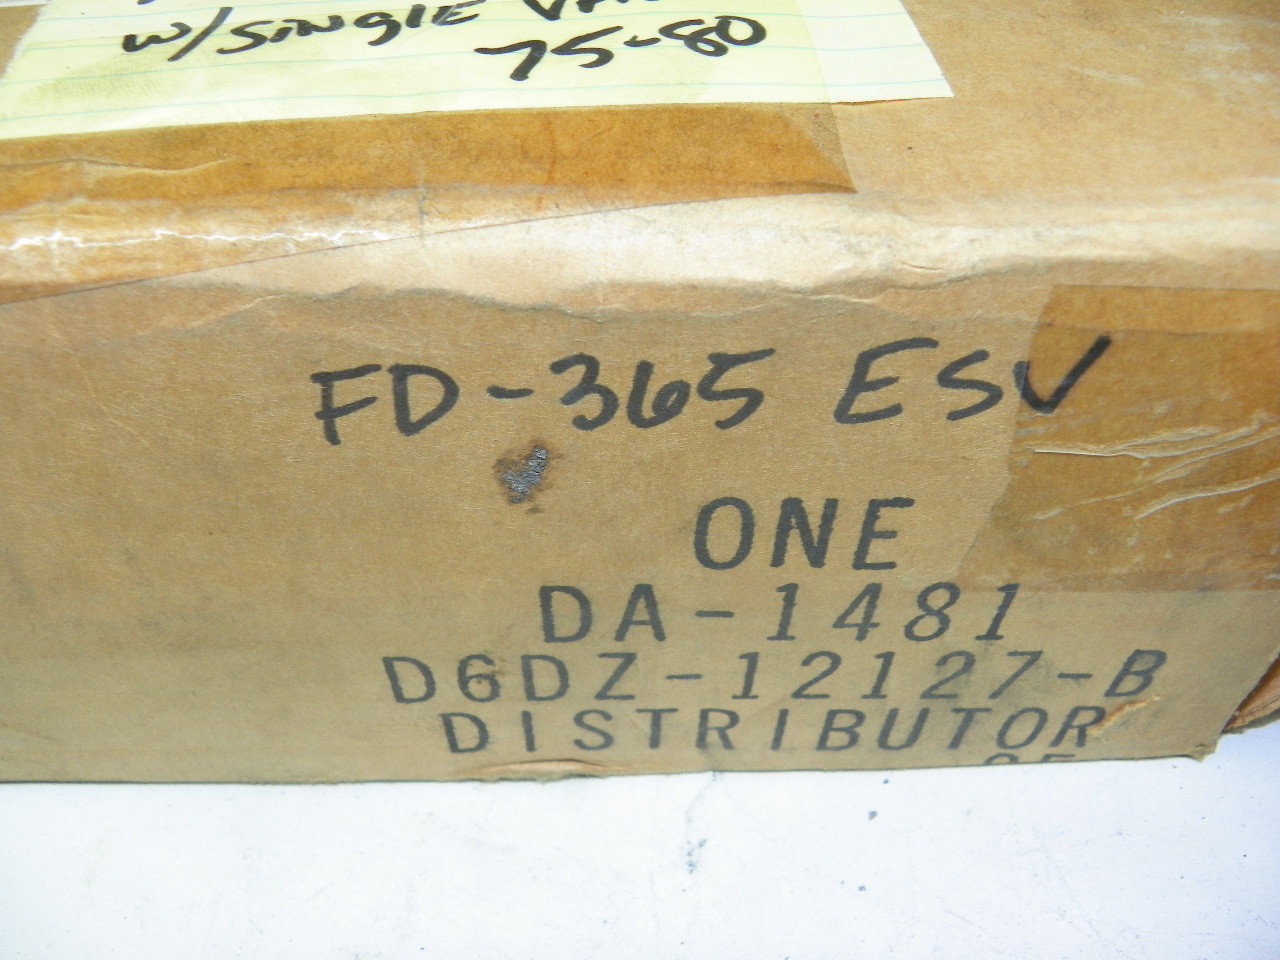 w/SINGLE
75-80
FD-365 ESV
ONE
DA-1481
D6DZ-12127-B
DISTRIBUTOR